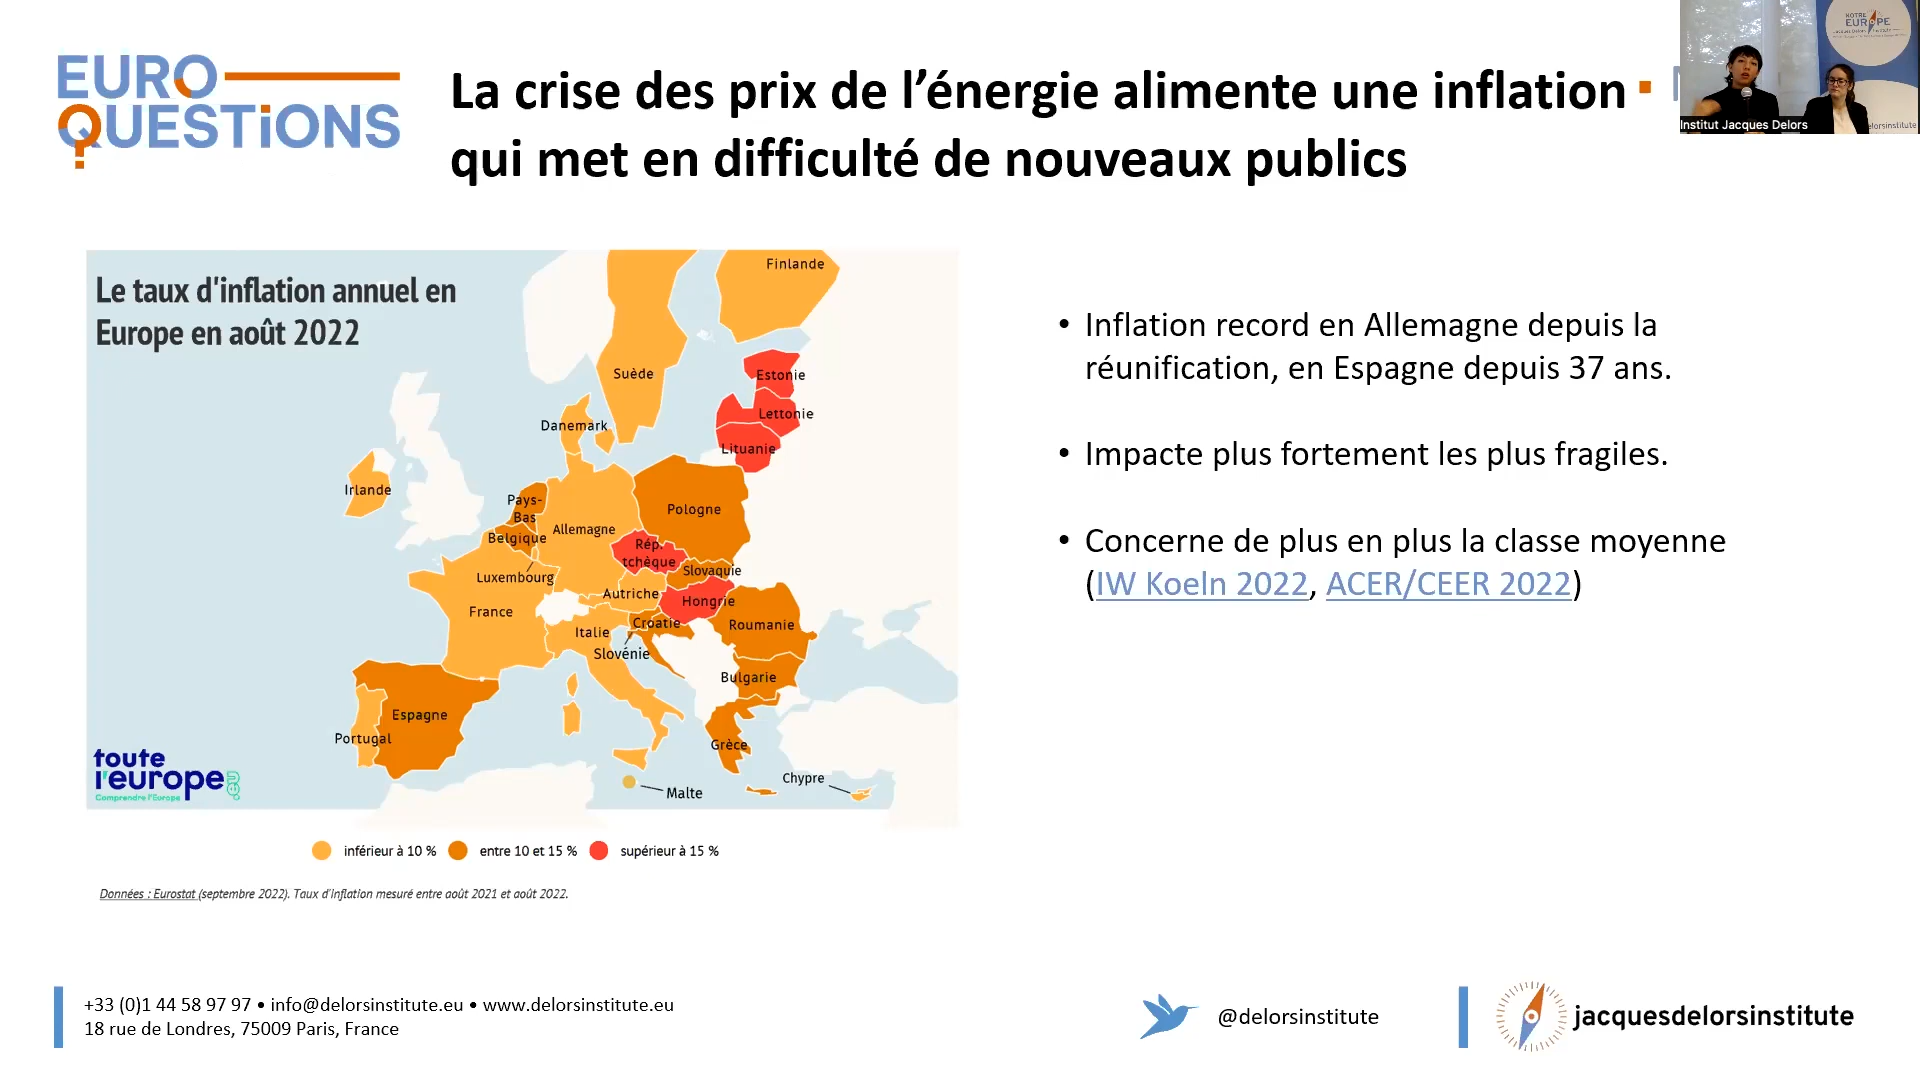 EURO
QUESTiONS
?
La crise des prix de l’énergie alimente une inflation
qui met en difficulté de nouveaux publics
NOTRE
EUROPE
Institut Jacques Delors
elorsinstitute
Le taux d'inflation annuel en
Europe en août 2022
Finlande
Suède
Estonie
Lettonie
Danemark
Lituanie
Irlande
Pays-
Bas
Pologne
Allemagne
Belgique
Rép.
tchèque
Slovaquie
Luxembourg
Autriche
Hongrie
France
Croatie
Roumanie
Italie
Slovénie
Bulgarie
Espagne
Portugal
Grèce
Chypre
Malte
toute
l'europe
.eu
Comprendre l'Europe
inférieur à 10 %
entre 10 et 15 %
supérieur à 15 %
Données : Eurostat (septembre 2022). Taux d'inflation mesuré entre août 2021 et août 2022.
• Inflation record en Allemagne depuis la
réunification, en Espagne depuis 37 ans.
• Impacte plus fortement les plus fragiles.
• Concerne de plus en plus la classe moyenne
(IW Koeln 2022, ACER/CEER 2022)
+33 (0)1 44 58 97 97 • info@delorsinstitute.eu • www.delorsinstitute.eu
18 rue de Londres, 75009 Paris, France
@delorsinstitute
jacquesdelorsinstitute